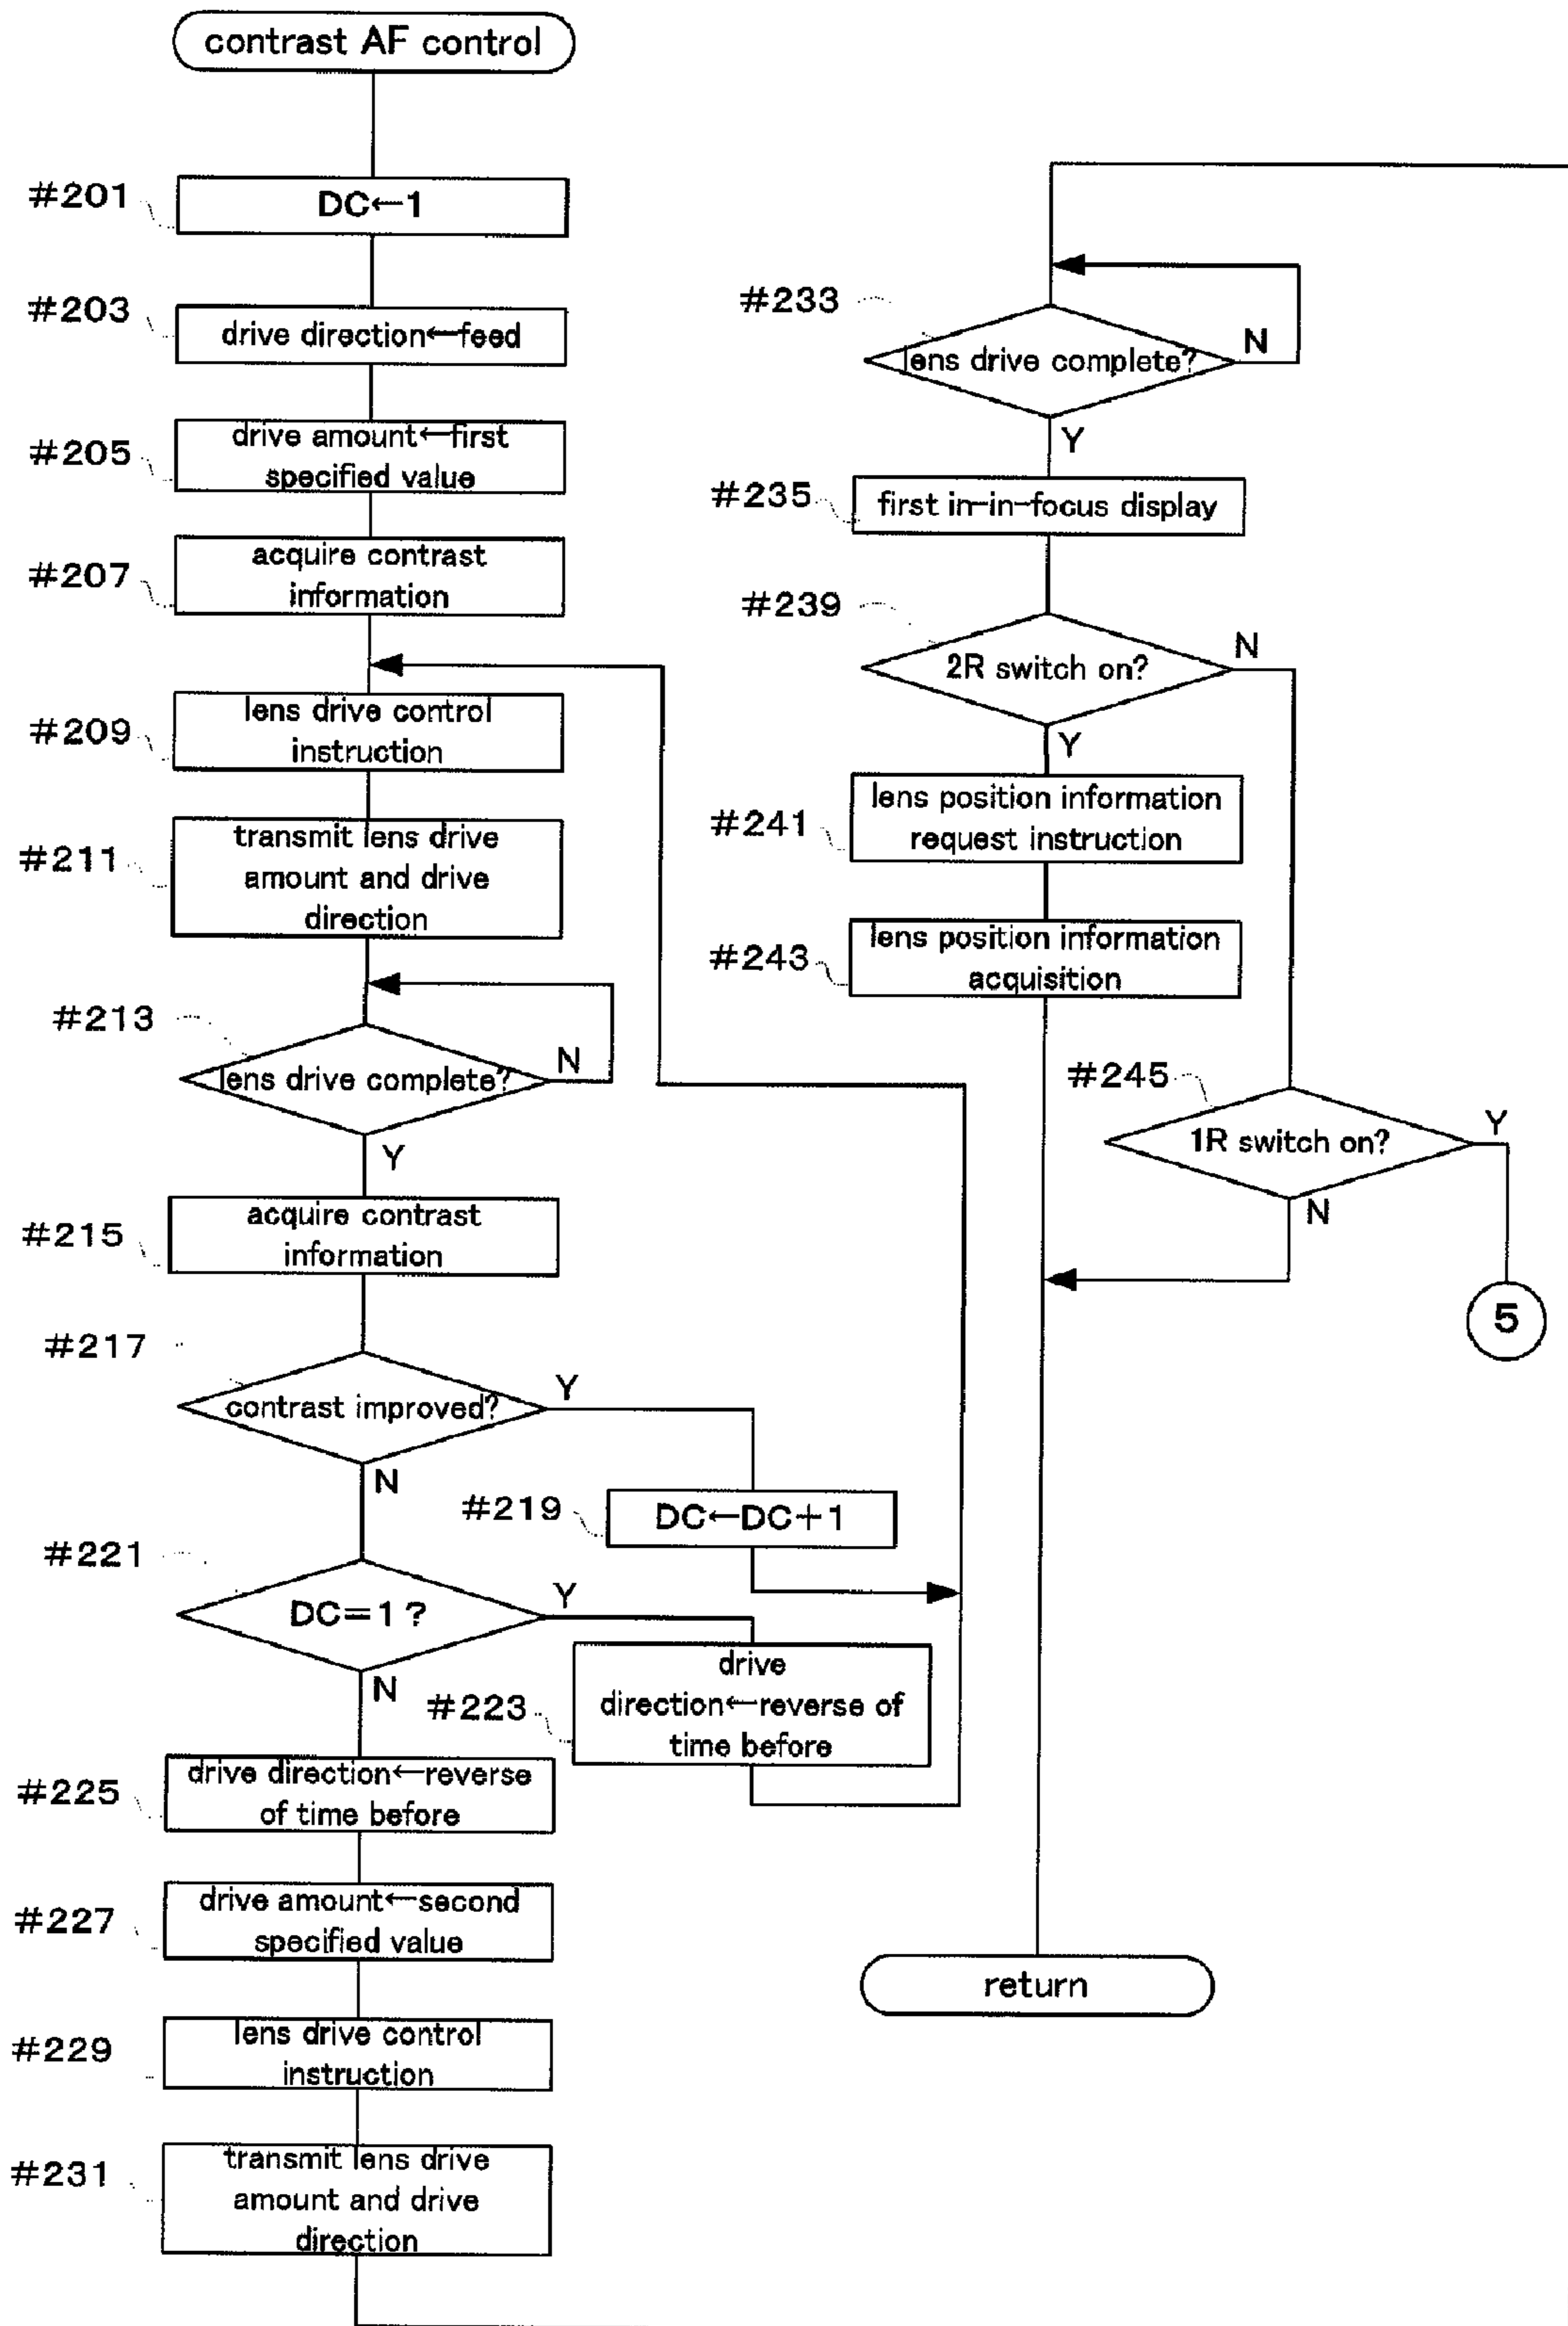 contrast AF control
#201
DC←1
#203
drive direction←feed
#205
drive amount←first
specified value
#207
acquire contrast
information
#209
lens drive control
instruction
#211
transmit lens drive
amount and drive
direction
#213
lens drive complete?
N
Y
#215
acquire contrast
information
#217
contrast improved?
Y
N
#219
DC←DC+1
#221
DC=1?
Y
N
#223
drive
direction←reverse of
time before
#225
drive direction←reverse
of time before
#227
drive amount←second
specified value
#229
lens drive control
instruction
#231
transmit lens drive
amount and drive
direction
#233
lens drive complete?
N
Y
#235
first in-in-focus display
#239
2R switch on?
N
Y
#241
lens position information
request instruction
#243
lens position information
acquisition
#245
1R switch on?
Y
N
5
return